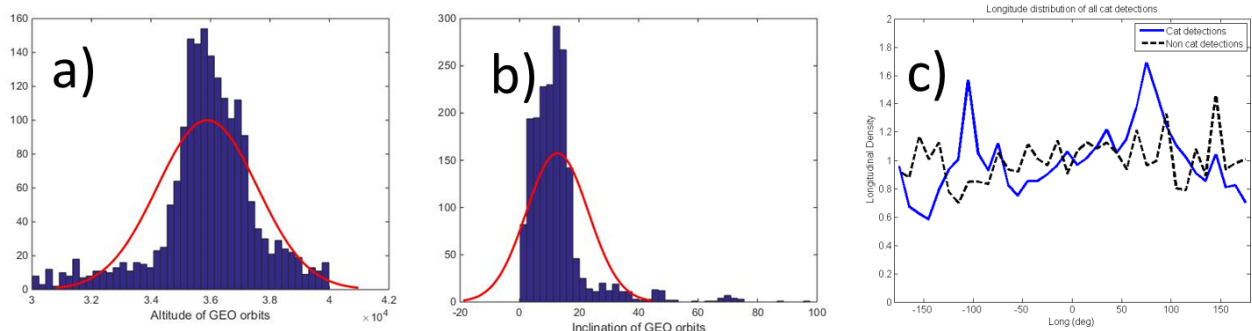 a)
160
140
120
100
80
60
40
20
0
3 3.2 3.4 3.6 3.8 4 4.2
×10⁴
Altitude of GEO orbits
b)
300
250
200
150
100
50
0
-20 0 20 40 60 80 100
Inclination of GEO orbits
Longitude distribution of all cat detections
c)
Cat detections
Non cat detections
2
1.8
1.6
1.4
1.2
1
0.8
0.6
0.4
0.2
0
Longitudinal Density
-150 -100 -50 0 50 100 150
Long (deg)